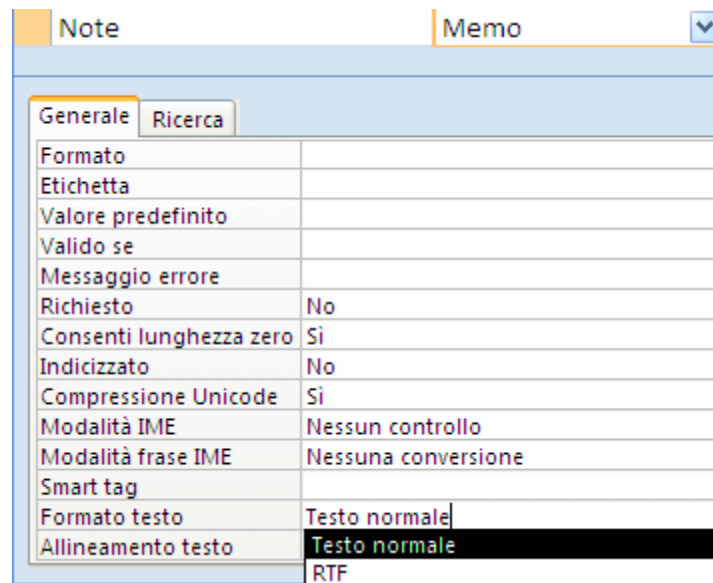 Note Memo
Generale Ricerca
Formato
Etichetta
Valore predefinito
Valido se
Messaggio errore
Richiesto No
Consenti lunghezza zero Sì
Indicizzato No
Compressione Unicode Sì
Modalità IME Nessun controllo
Modalità frase IME Nessuna conversione
Smart tag
Formato testo Testo normale
Allineamento testo Testo normale
RTF